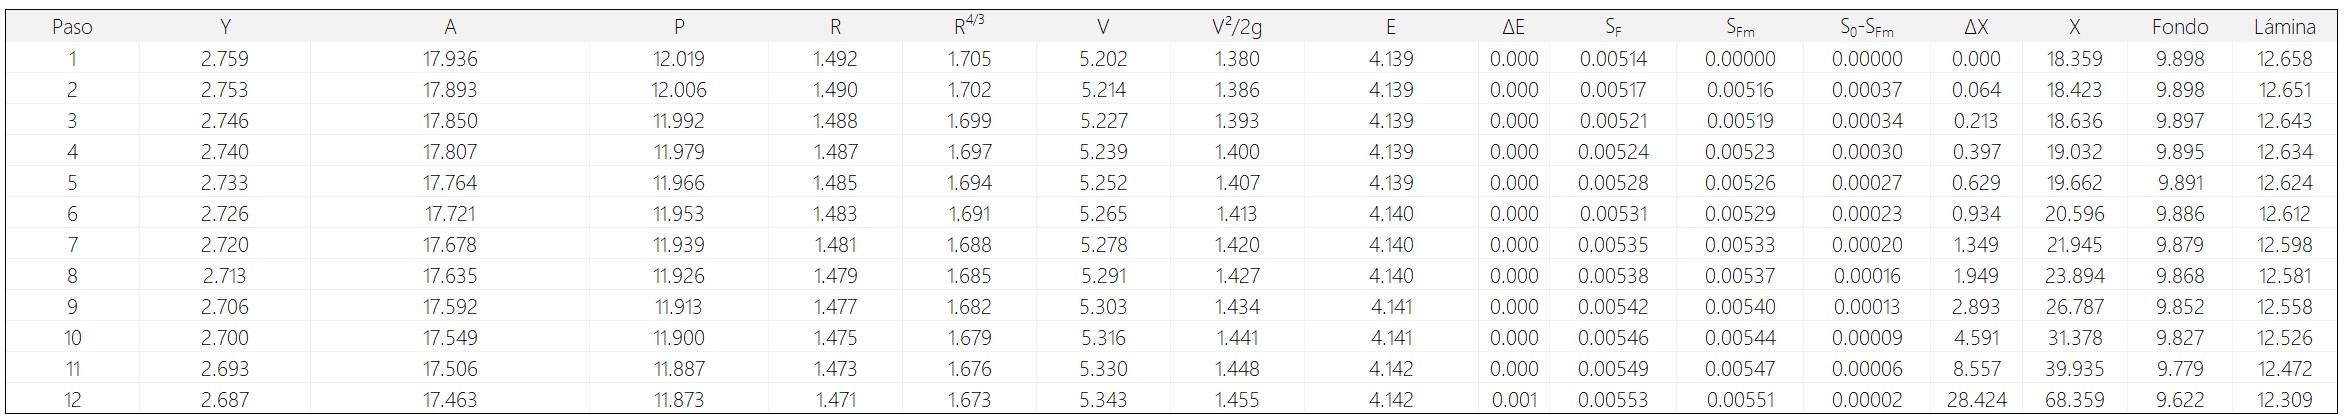 Paso Y A P R R^4/3 V V²/2g E ΔE S_F S_Fm S_0-S_Fm ΔX X Fondo Lámina
1 2.759 17.936 12.019 1.492 1.705 5.202 1.380 4.139 0.000 0.00514 0.00000 0.00000 0.000 18.359 9.898 12.658
2 2.753 17.893 12.006 1.490 1.702 5.214 1.386 4.139 0.000 0.00517 0.00516 0.00037 0.064 18.423 9.898 12.651
3 2.746 17.850 11.992 1.488 1.699 5.227 1.393 4.139 0.000 0.00521 0.00519 0.00034 0.213 18.636 9.897 12.643
4 2.740 17.807 11.979 1.487 1.697 5.239 1.400 4.139 0.000 0.00524 0.00523 0.00030 0.397 19.032 9.895 12.634
5 2.733 17.764 11.966 1.485 1.694 5.252 1.407 4.139 0.000 0.00528 0.00526 0.00027 0.629 19.662 9.891 12.624
6 2.726 17.721 11.953 1.483 1.691 5.265 1.413 4.140 0.000 0.00531 0.00529 0.00023 0.934 20.596 9.886 12.612
7 2.720 17.678 11.939 1.481 1.688 5.278 1.420 4.140 0.000 0.00535 0.00533 0.00020 1.349 21.945 9.879 12.598
8 2.713 17.635 11.926 1.479 1.685 5.291 1.427 4.140 0.000 0.00538 0.00537 0.00016 1.949 23.894 9.868 12.581
9 2.706 17.592 11.913 1.477 1.682 5.303 1.434 4.141 0.000 0.00542 0.00540 0.00013 2.893 26.787 9.852 12.558
10 2.700 17.549 11.900 1.475 1.679 5.316 1.441 4.141 0.000 0.00546 0.00544 0.00009 4.591 31.378 9.827 12.526
11 2.693 17.506 11.887 1.473 1.676 5.330 1.448 4.142 0.000 0.00549 0.00547 0.00006 8.557 39.935 9.779 12.472
12 2.687 17.463 11.873 1.471 1.673 5.343 1.455 4.142 0.001 0.00553 0.00551 0.00002 28.424 68.359 9.622 12.309